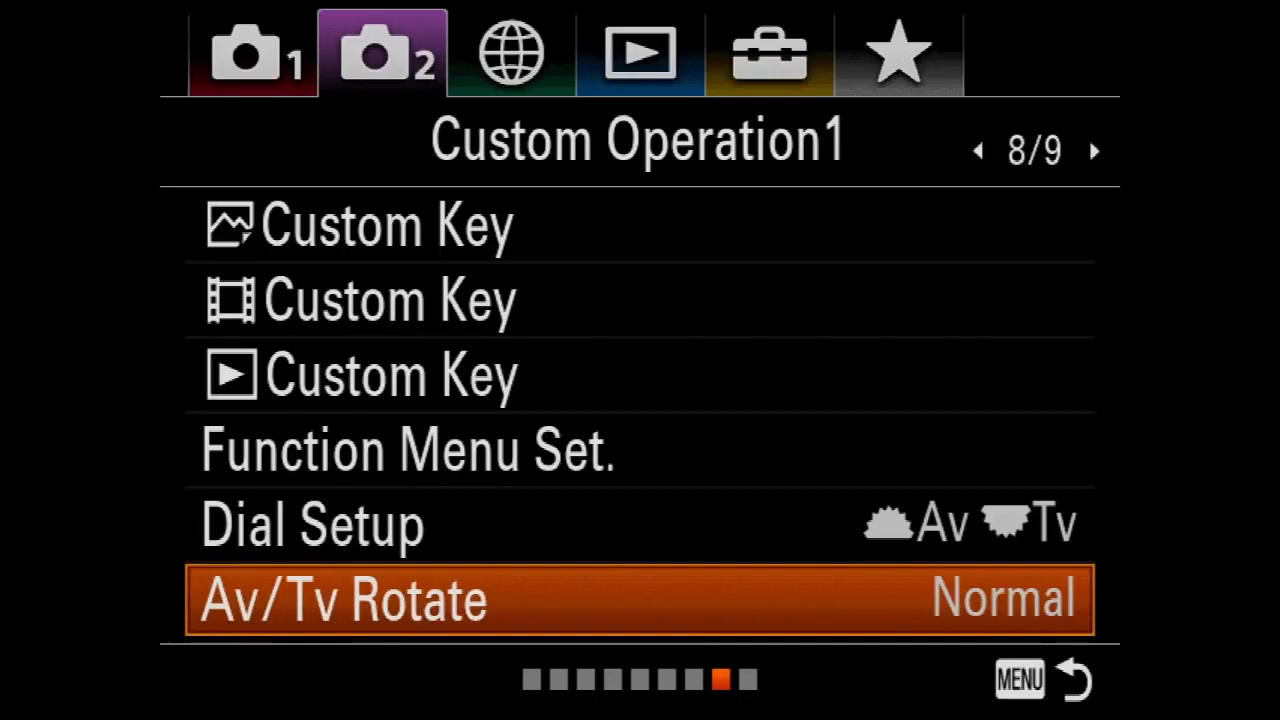 1 2
Custom Operation1 8/9
Custom Key
Custom Key
Custom Key
Function Menu Set.
Dial Setup Av Tv
Av/Tv Rotate Normal
MENU